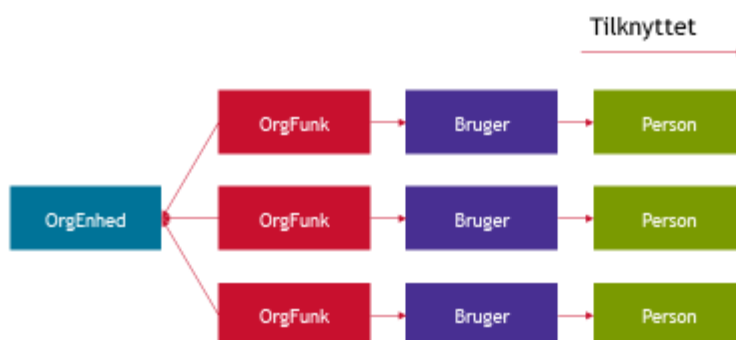 Tilknyttet
OrgFunk Bruger Person
OrgEnhed OrgFunk Bruger Person
OrgFunk Bruger Person